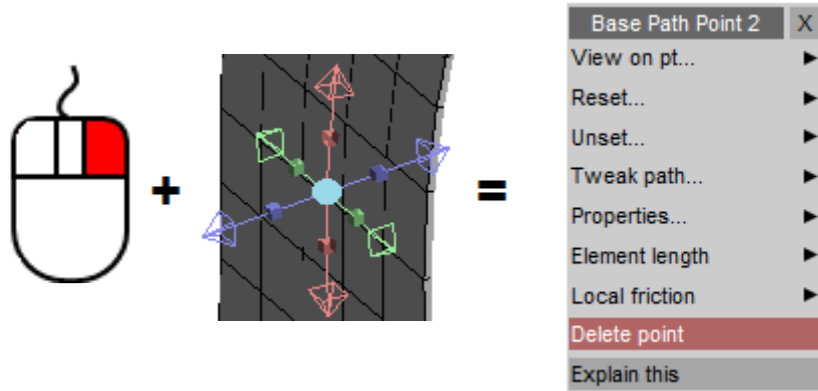 +
=
Base Path Point 2 X
View on pt...
Reset...
Unset...
Tweak path...
Properties...
Element length
Local friction
Delete point
Explain this